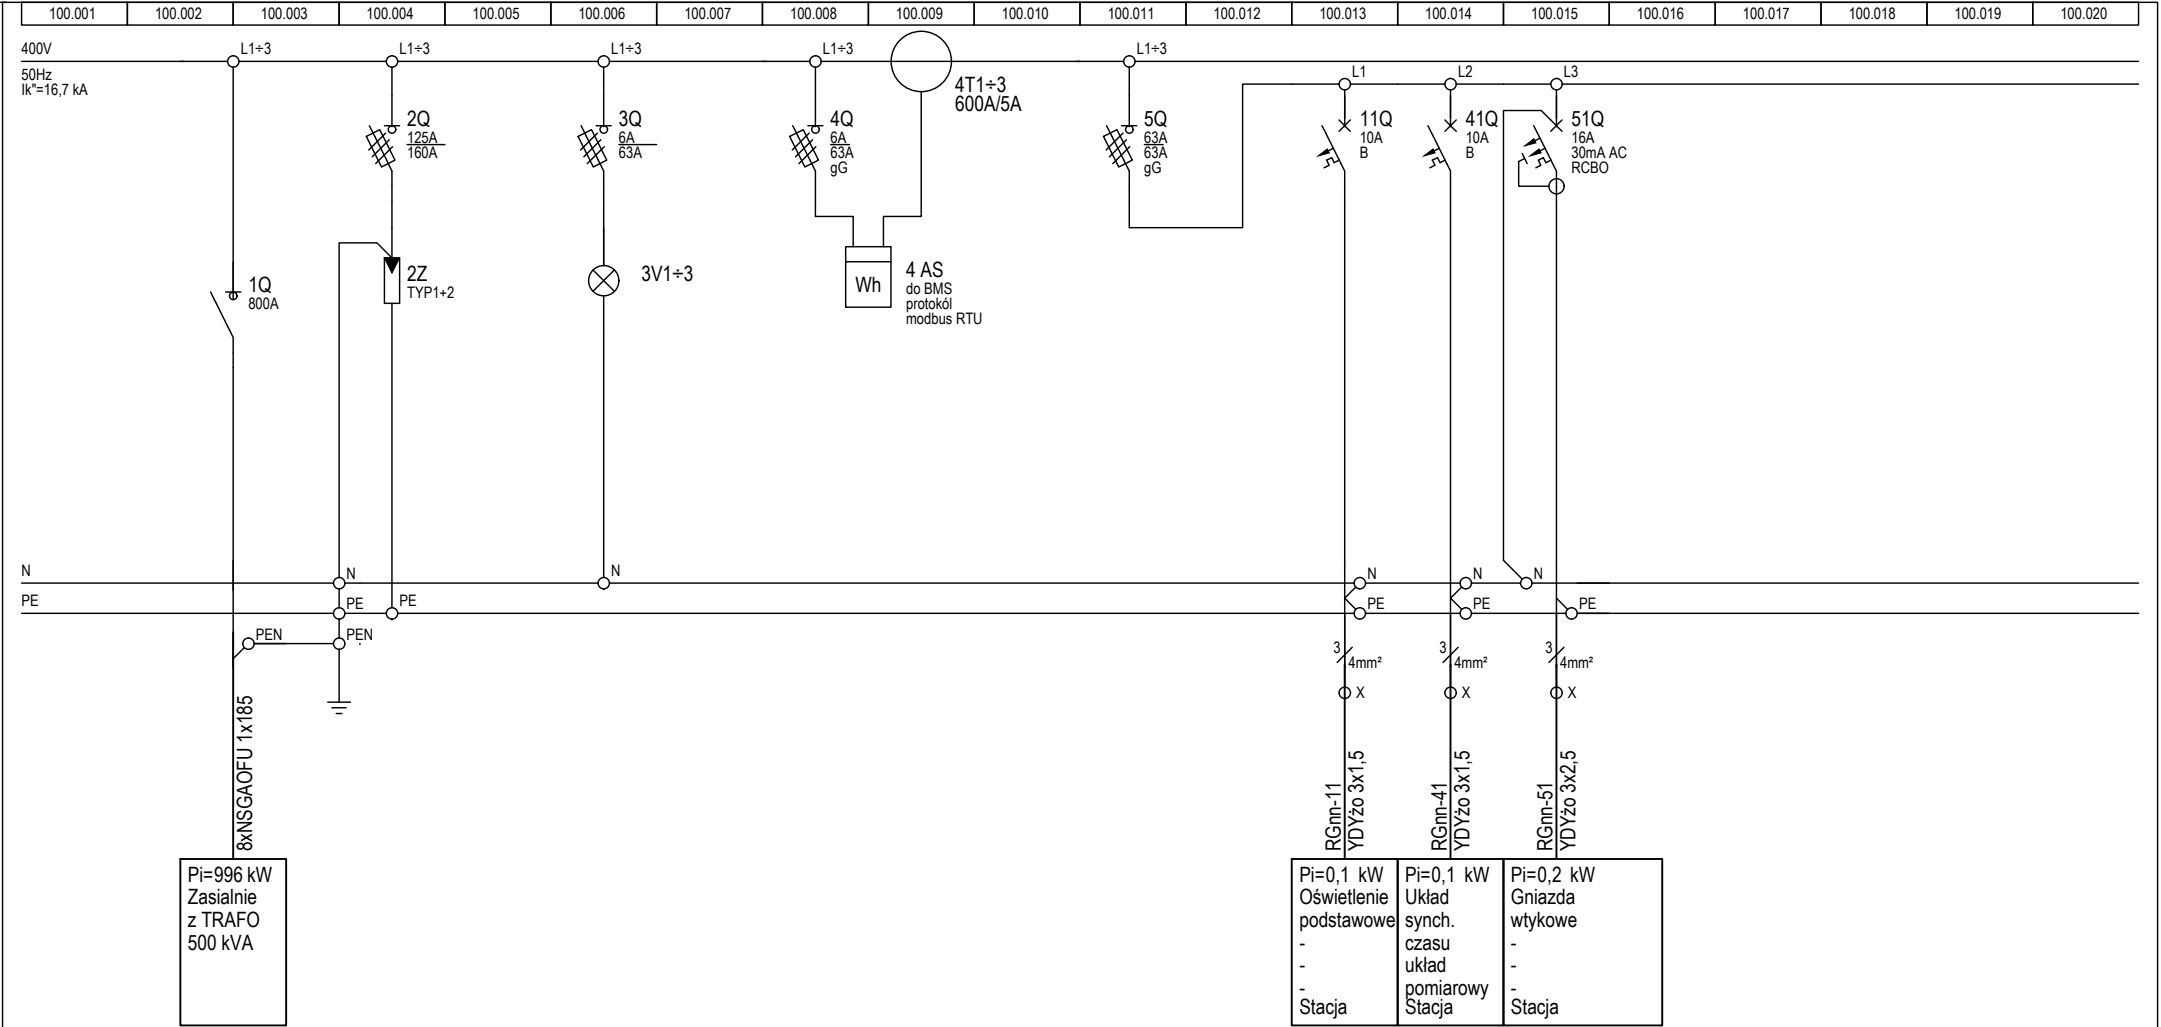 100.001 100.002 100.003 100.004 100.005 100.006 100.007 100.008 100.009 100.010 100.011 100.012 100.013 100.014 100.015 100.016 100.017 100.018 100.019 100.020
400V
50Hz
Ik"=16,7 kA
L1÷3
L1÷3
L1÷3
L1÷3
L1÷3
L1
L2
L3
4T1÷3
600A/5A
2Q
125A
160A
3Q
6A
63A
4Q
6A
63A
gG
5Q
63A
63A
gG
11Q
10A
B
41Q
10A
B
51Q
16A
30mA AC
RCBO
1Q
800A
2Z
TYP1+2
3V1÷3
Wh
4 AS
do BMS
protokól
modbus RTU
N
N
N
N
N
N
PE
PE
PE
PE
PE
PE
PEN
PEN
3
4mm²
X
3
4mm²
X
3
4mm²
X
8xNSGAOFU 1x185
RGnn-11
YDYżo 3x1,5
RGnn-41
YDYżo 3x1,5
RGnn-51
YDYżo 3x2,5
Pi=996 kW
Zasialnie
z TRAFO
500 kVA
Pi=0,1 kW
Oświetlenie
podstawowe
-
-
-
Stacja
Pi=0,1 kW
Układ
synch.
czasu
układ
pomiarowy
Stacja
Pi=0,2 kW
Gniazda
wtykowe
-
-
-
Stacja